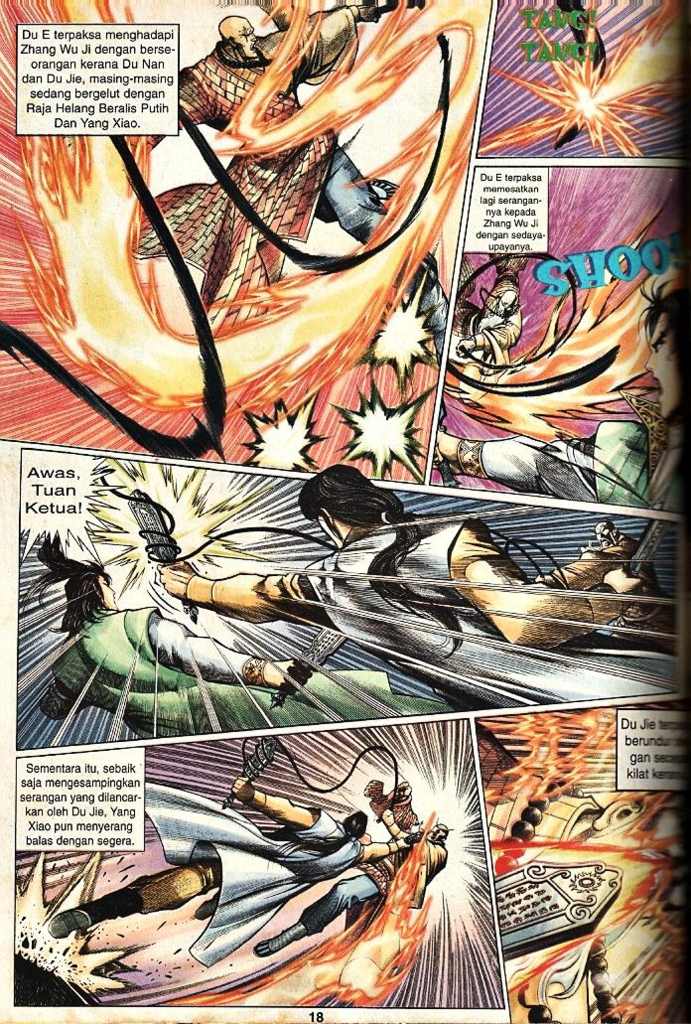 Du E terpaksa menghadapi
Zhang Wu Ji dengan berse-
orangan kerana Du Nan
dan Du Jie, masing-masing
sedang bergelut dengan
Raja Helang Beralis Putih
Dan Yang Xiao.
TANG!
TANG!
Du E terpaksa
memesatkan
lagi serangan-
nya kepada
Zhang Wu Ji
dengan sedaya-
upayanya.
Awas,
Tuan
Ketua!
Sementara itu, sebaik
saja mengesampingkan
serangan yang dilancar-
kan oleh Du Jie, Yang
Xiao pun menyerang
balas dengan segera.
Du Jie
kilat
18